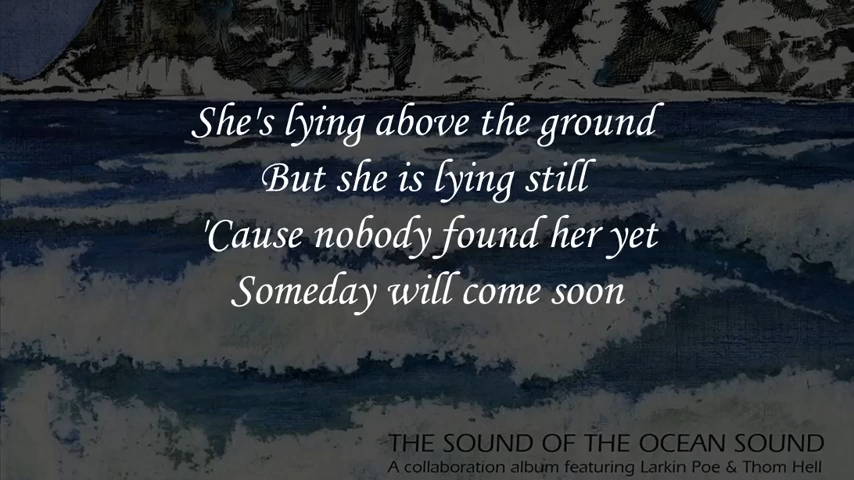 She's lying above the ground
But she is lying still
'Cause nobody found her yet
Someday will come soon
THE SOUND OF THE OCEAN SOUND
A collaboration album featuring Larkin Poe & Thom Hell